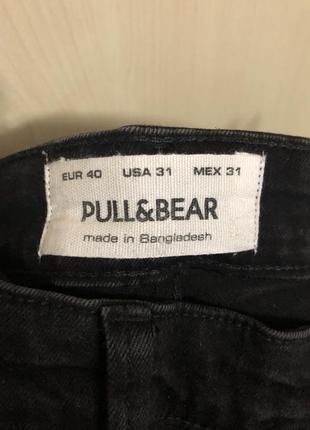 EUR 40 USA 31 MEX 31
PULL&BEAR
made in Bangladesh